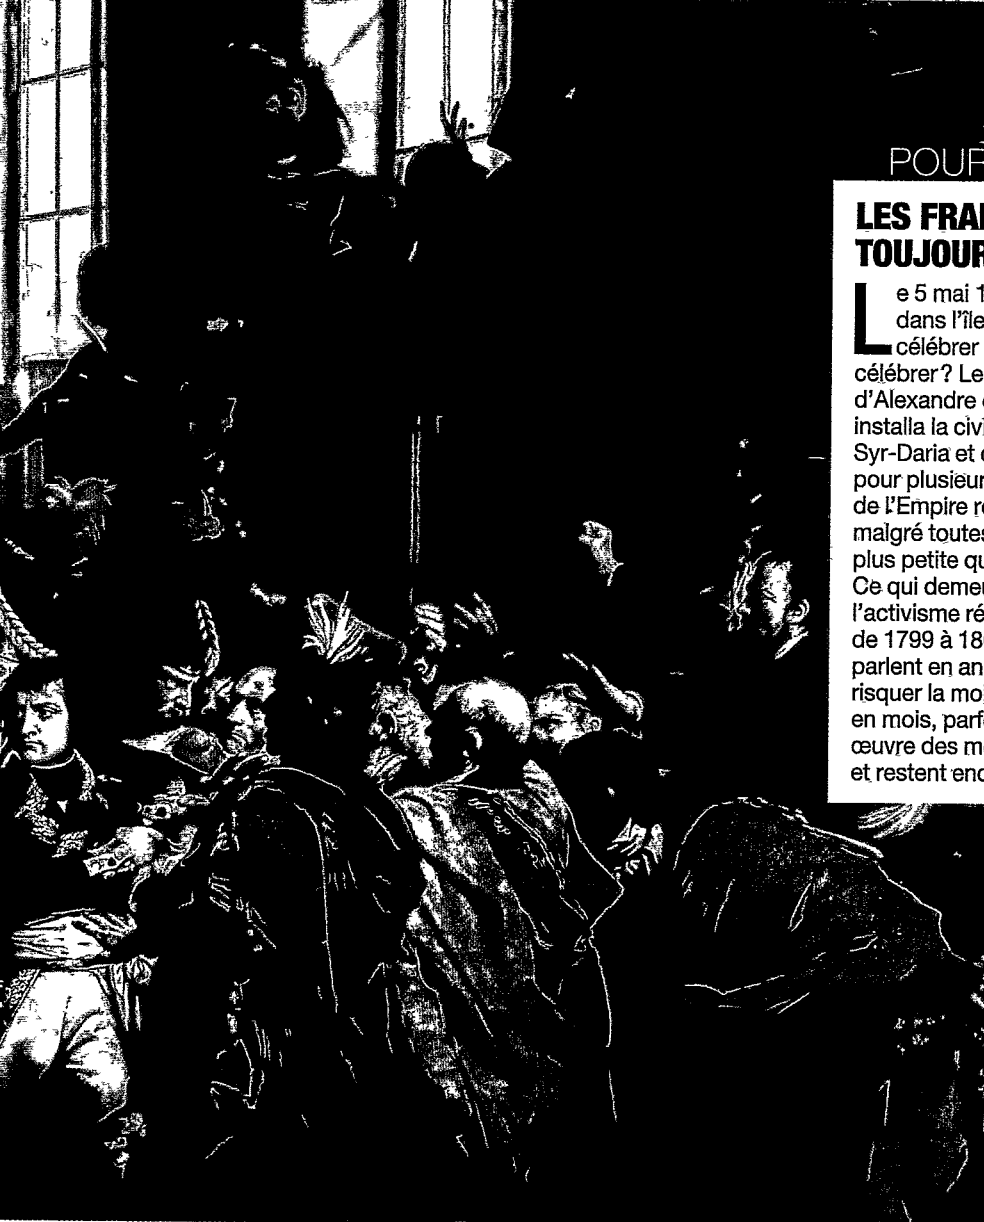 POUR
LES FRAN
TOUJOUR
Le 5 mai 1
dans l'île
célébrer
célébrer? Le
d'Alexandre
installa la civi
Syr-Daria et
pour plusieur
de l'Empire r
malgré toutes
plus petite qu
Ce qui demeu
l'activisme ré
de 1799 à 18
parlent en an
risquer la mo
en mois, parf
œuvre des m
et restent enc